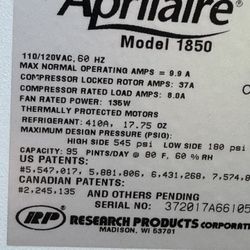 Aprilaire®
Model 1850
110/120VAC, 60 HZ
MAX NORMAL OPERATING AMPS = 9.9 A
COMPRESSOR LOCKED ROTOR AMPS: 37A
COMPRESSOR RATED LOAD AMPS: 8.0A
FAN RATED POWER: 135W
THERMALLY PROTECTED MOTORS
REFRIGERANT: 410A, 17.75 OZ
MAXIMUM DESIGN PRESSURE (PSIG):
HIGH SIDE 545 psi LOW SIDE 180 psi
CAPACITY: 95 PINTS/DAY @ 80 F, 60 %RH
US PATENTS:
#5,547,017, 5,881,806, 6,431,268, 7,574,8
CANADIAN PATENTS:
#2,245,135 AND OTHERS PENDING
SERIAL NO: 372017A66105
RP RESEARCH PRODUCTS corporation
MADISON, WI 53701